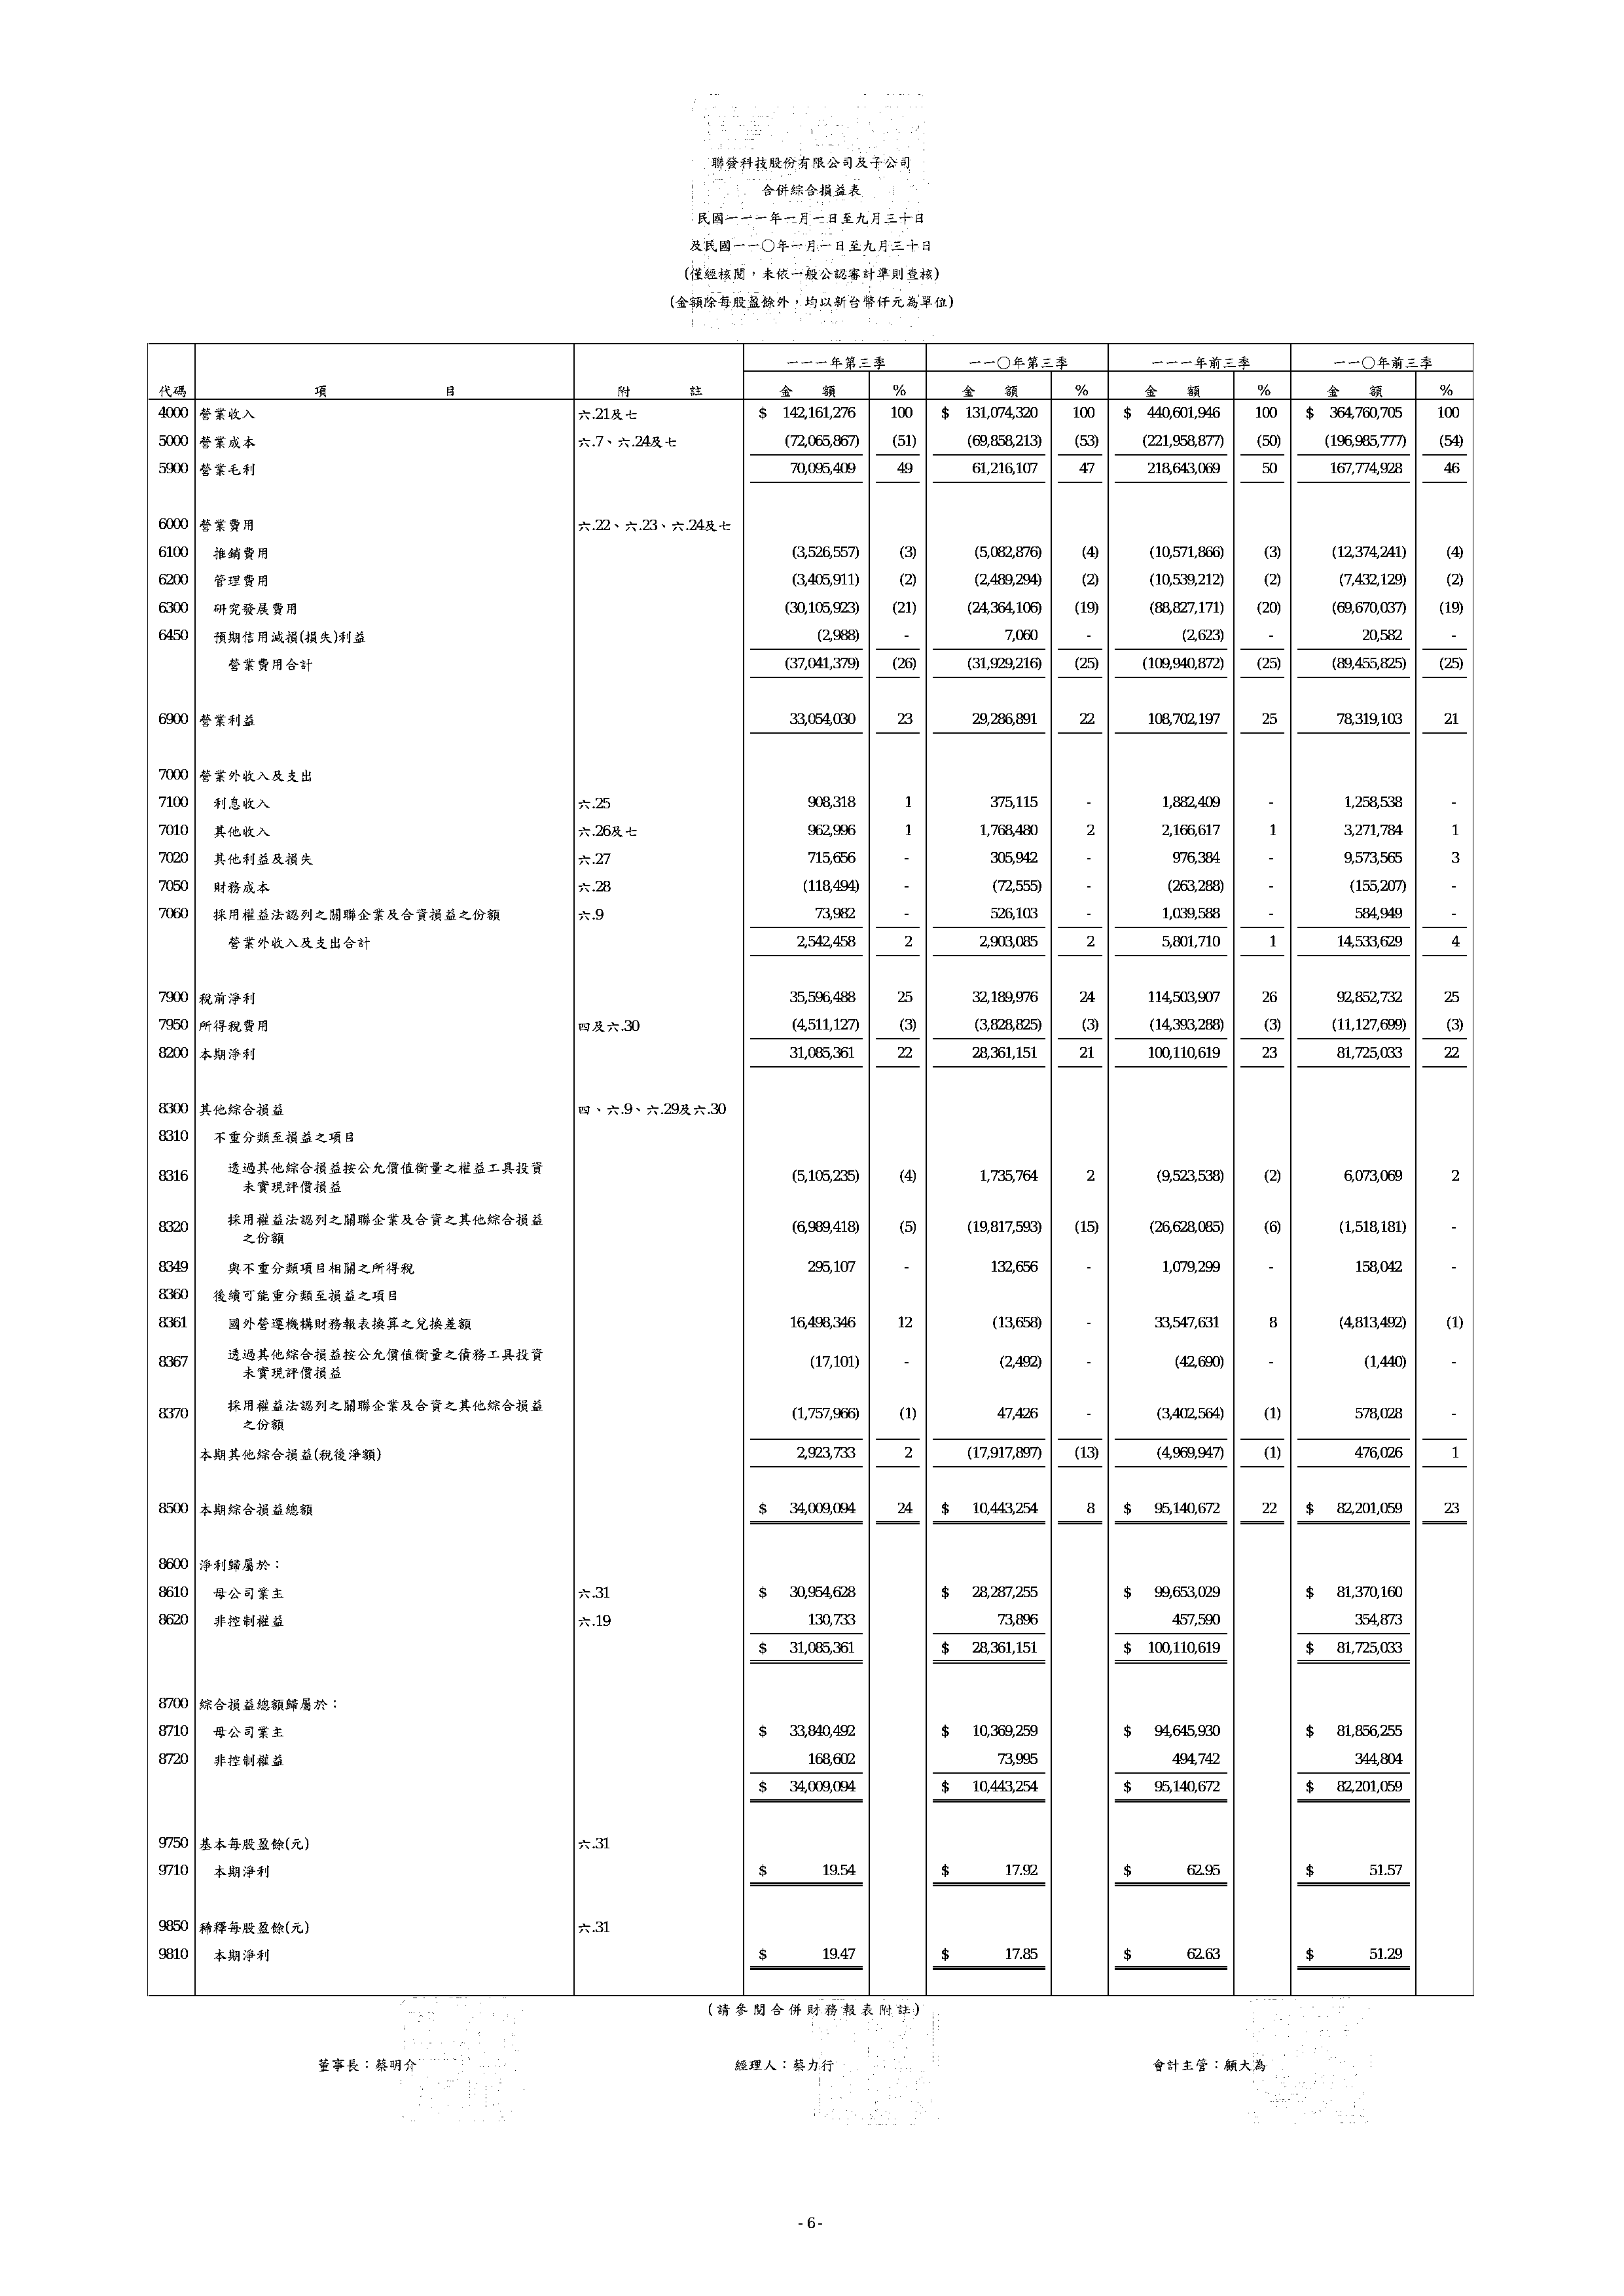 聯發科技股份有限公司及子公司
合併綜合損益表
民國一一一年一月一日至九月三十日
及民國一一〇年一月一日至九月三十日
(僅經核閱，未依一般公認審計準則查核)
(金額除每股盈餘外，均以新台幣仟元為單位)
一一一年第三季 一一〇年第三季 一一一年前三季 一一〇年前三季
代碼 項 目 附 註 金 額 % 金 額 % 金 額 % 金 額 %
4000 營業收入 六.21及七 $ 142,161,276 100 $ 131,074,320 100 $ 440,601,946 100 $ 364,760,705 100
5000 營業成本 六.7、六.24及七 (72,065,867) (51) (69,858,213) (53) (221,958,877) (50) (196,985,777) (54)
5900 營業毛利 70,095,409 49 61,216,107 47 218,643,069 50 167,774,928 46
6000 營業費用 六.22、六.23、六.24及七
6100 推銷費用 (3,526,557) (3) (5,082,876) (4) (10,571,866) (3) (12,374,241) (4)
6200 管理費用 (3,405,911) (2) (2,489,294) (2) (10,539,212) (2) (7,432,129) (2)
6300 研究發展費用 (30,105,923) (21) (24,364,106) (19) (88,827,171) (20) (69,670,037) (19)
6450 預期信用減損(損失)利益 (2,988) - 7,060 - (2,623) - 20,582 -
營業費用合計 (37,041,379) (26) (31,929,216) (25) (109,940,872) (25) (89,455,825) (25)
6900 營業利益 33,054,030 23 29,286,891 22 108,702,197 25 78,319,103 21
7000 營業外收入及支出
7100 利息收入 六.25 908,318 1 375,115 - 1,882,409 - 1,258,538 -
7010 其他收入 六.26及七 962,996 1 1,768,480 2 2,166,617 1 3,271,784 1
7020 其他利益及損失 六.27 715,656 - 305,942 - 976,384 - 9,573,565 3
7050 財務成本 六.28 (118,494) - (72,555) - (263,288) - (155,207) -
7060 採用權益法認列之關聯企業及合資損益之份額 六.9 73,982 - 526,103 - 1,039,588 - 584,949 -
營業外收入及支出合計 2,542,458 2 2,903,085 2 5,801,710 1 14,533,629 4
7900 稅前淨利 35,596,488 25 32,189,976 24 114,503,907 26 92,852,732 25
7950 所得稅費用 四及六.30 (4,511,127) (3) (3,828,825) (3) (14,393,288) (3) (11,127,699) (3)
8200 本期淨利 31,085,361 22 28,361,151 21 100,110,619 23 81,725,033 22
8300 其他綜合損益 四、六.9、六.29及六.30
8310 不重分類至損益之項目
8316 透過其他綜合損益按公允價值衡量之權益工具投資 (5,105,235) (4) 1,735,764 2 (9,523,538) (2) 6,073,069 2
未實現評價損益
8320 採用權益法認列之關聯企業及合資之其他綜合損益 (6,989,418) (5) (19,817,593) (15) (26,628,085) (6) (1,518,181) -
之份額
8349 與不重分類項目相關之所得稅 295,107 - 132,656 - 1,079,299 - 158,042 -
8360 後續可能重分類至損益之項目
8361 國外營運機構財務報表換算之兌換差額 16,498,346 12 (13,658) - 33,547,631 8 (4,813,492) (1)
8367 透過其他綜合損益按公允價值衡量之債務工具投資 (17,101) - (2,492) - (42,690) - (1,440) -
未實現評價損益
8370 採用權益法認列之關聯企業及合資之其他綜合損益 (1,757,966) (1) 47,426 - (3,402,564) (1) 578,028 -
之份額
本期其他綜合損益(稅後淨額) 2,923,733 2 (17,917,897) (13) (4,969,947) (1) 476,026 1
8500 本期綜合損益總額 $ 34,009,094 24 $ 10,443,254 8 $ 95,140,672 22 $ 82,201,059 23
8600 淨利歸屬於：
8610 母公司業主 六.31 $ 30,954,628 $ 28,287,255 $ 99,653,029 $ 81,370,160
8620 非控制權益 六.19 130,733 73,896 457,590 354,873
$ 31,085,361 $ 28,361,151 $ 100,110,619 $ 81,725,033
8700 綜合損益總額歸屬於：
8710 母公司業主 $ 33,840,492 $ 10,369,259 $ 94,645,930 $ 81,856,255
8720 非控制權益 168,602 73,995 494,742 344,804
$ 34,009,094 $ 10,443,254 $ 95,140,672 $ 82,201,059
9750 基本每股盈餘(元) 六.31
9710 本期淨利 $ 19.54 $ 17.92 $ 62.95 $ 51.57
9850 稀釋每股盈餘(元) 六.31
9810 本期淨利 $ 19.47 $ 17.85 $ 62.63 $ 51.29
(請參閱合併財務報表附註)
董事長：蔡明介 經理人：蔡力行 會計主管：顧大為
- 6 -